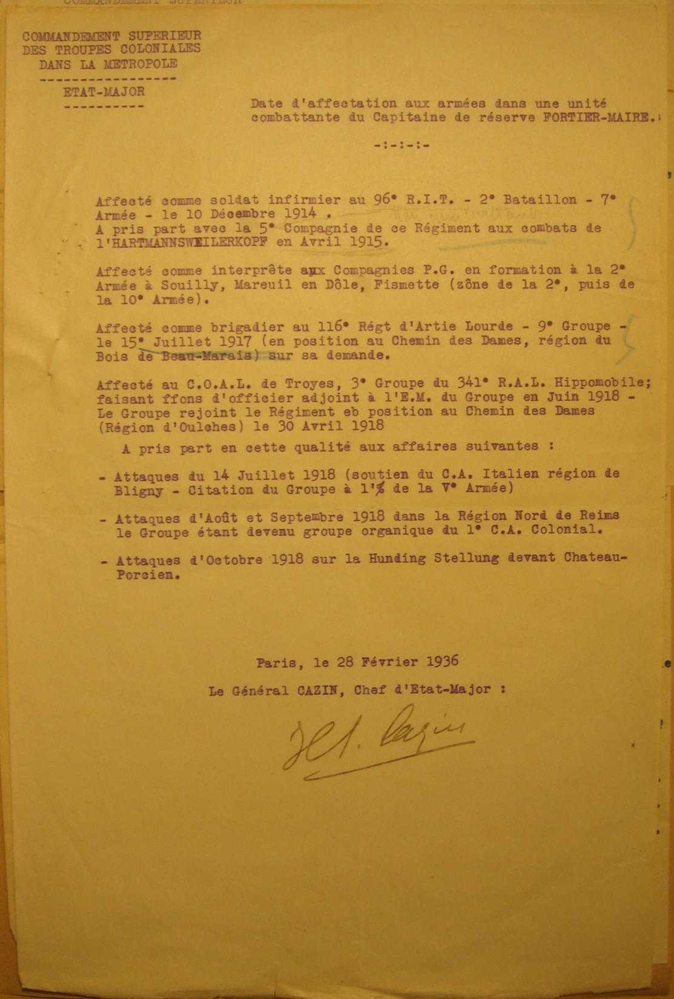 COMMANDEMENT SUPERIEUR
COMMANDEMENT SUPERIEUR
DES TROUPES COLONIALES
DANS LA METROPOLE
-----------------
ETAT-MAJOR
----------
Date d'affectation aux armées dans une unité
combattante du Capitaine de réserve FORTIER-MAIRE.
-:-:-:-
Affecté comme soldat infirmier au 96° R.I.T. - 2° Bataillon - 7°
Armée - le 10 Décembre 1914 .
A pris part avec la 5° Compagnie de ce Régiment aux combats de
l'HARTMANNSWEILERKOPF en Avril 1915.
Affecté comme interprête aux Compagnies P.G. en formation à la 2°
Armée à Souilly, Mareuil en Dôle, Fismette (zône de la 2°, puis de
la 10° Armée).
Affecté comme brigadier au 116° Régt d'Artie Lourde - 9° Groupe -
le 15° Juillet 1917 (en position au Chemin des Dames, région du
Bois de Beau-Marais) sur sa demande.
Affecté au C.O.A.L. de Troyes, 3° Groupe du 341° R.A.L. Hippomobile;
faisant ffons d'officier adjoint à l'E.M. du Groupe en Juin 1918 -
Le Groupe rejoint le Régiment eb position au Chemin des Dames
(Région d'Oulches) le 30 Avril 1918
A pris part en cette qualité aux affaires suivantes :
- Attaques du 14 Juillet 1918 (soutien du C.A. Italien région de
Bligny - Citation du Groupe à l'% de la V° Armée)
- Attaques d'Août et Septembre 1918 dans la Région Nord de Reims
le Groupe étant devenu groupe organique du 1° C.A. Colonial.
- Attaques d'Octobre 1918 sur la Hunding Stellung devant Chateau-
Porcien.
Paris, le 28 Février 1936
Le Général CAZIN, Chef d'Etat-Major :
Cazin